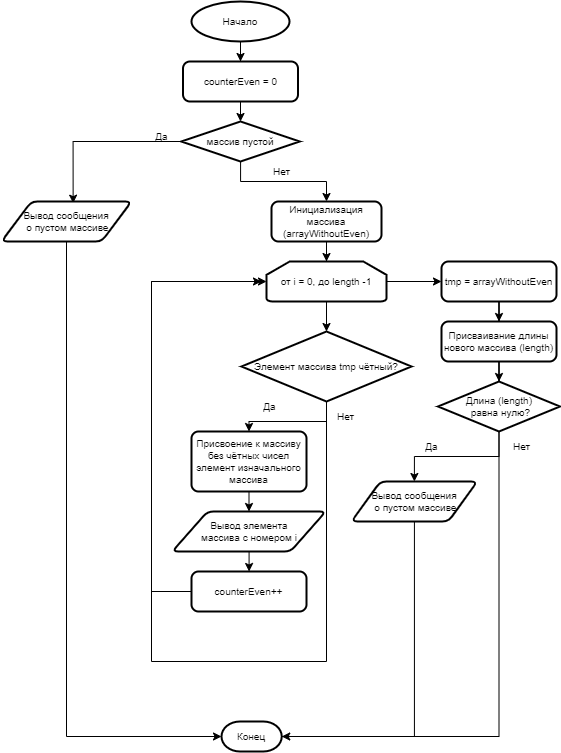 Начало
counterEven = 0
массив пустой
Да
Нет
Вывод сообщения
о пустом массиве
Инициализация
массива
(arrayWithoutEven)
от i = 0, до length -1
tmp = arrayWithoutEven
Присваивание длины
нового массива (length)
Элемент массива tmp чётный?
Длина (length)
равна нулю?
Да
Нет
Присвоение к массиву
без чётных чисел
элемент изначального
массива
Да
Нет
Вывод сообщения
о пустом массиве
Вывод элемента
массива с номером i
counterEven++
Конец